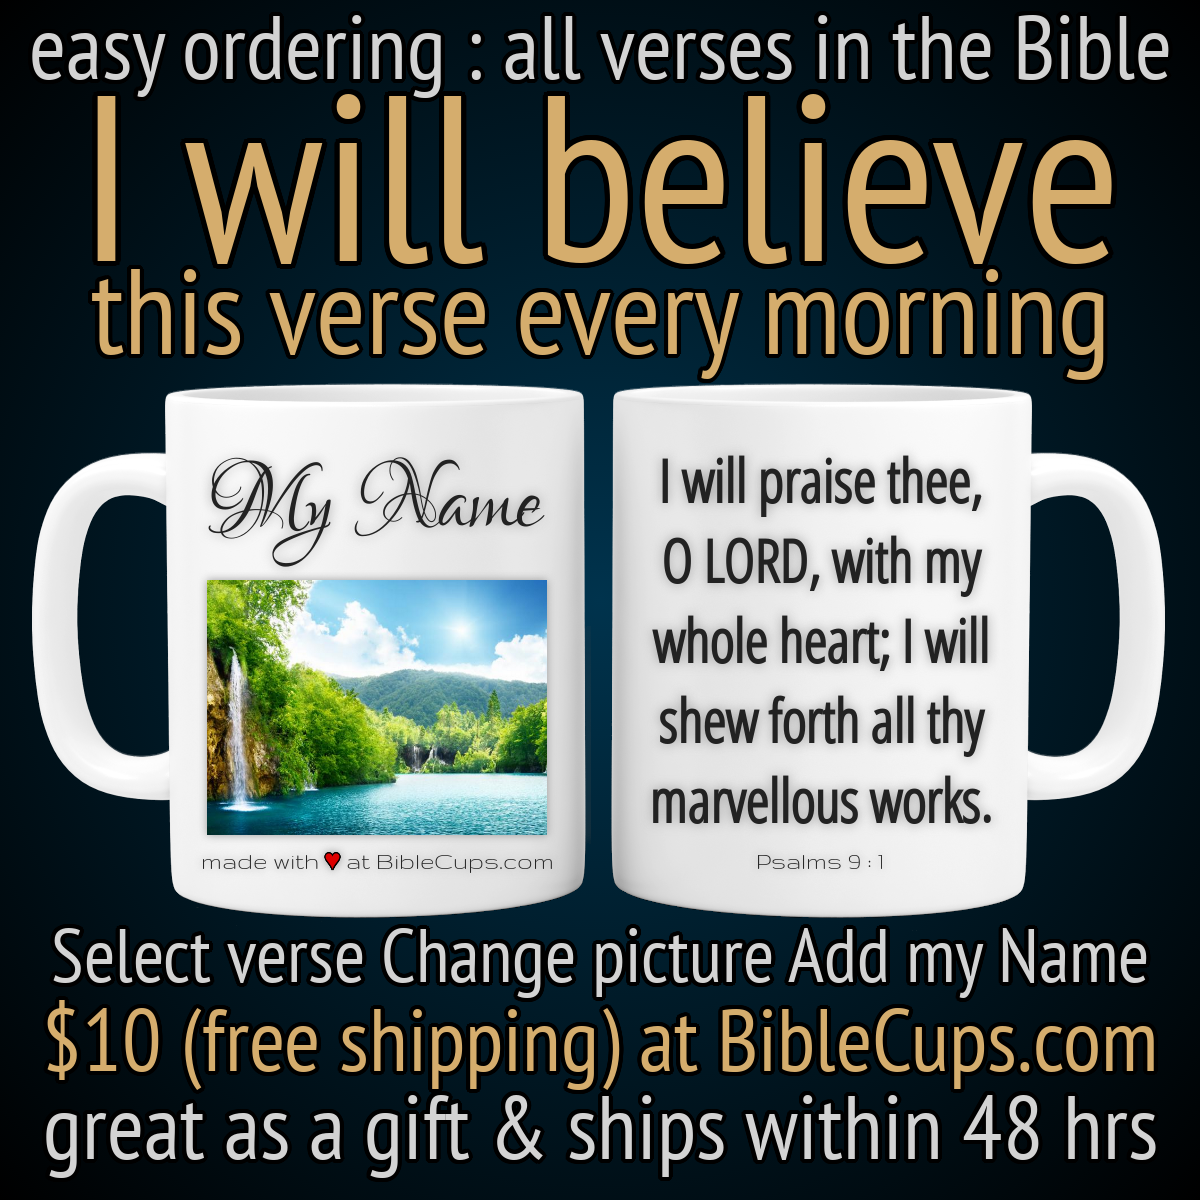 easy ordering : all verses in the Bible
I will believe
this verse every morning
My Name
made with ♥ at BibleCups.com
I will praise thee,
O LORD, with my
whole heart; I will
shew forth all thy
marvellous works.
Psalms 9 : 1
Select verse Change picture Add my Name
$10 (free shipping) at BibleCups.com
great as a gift & ships within 48 hrs